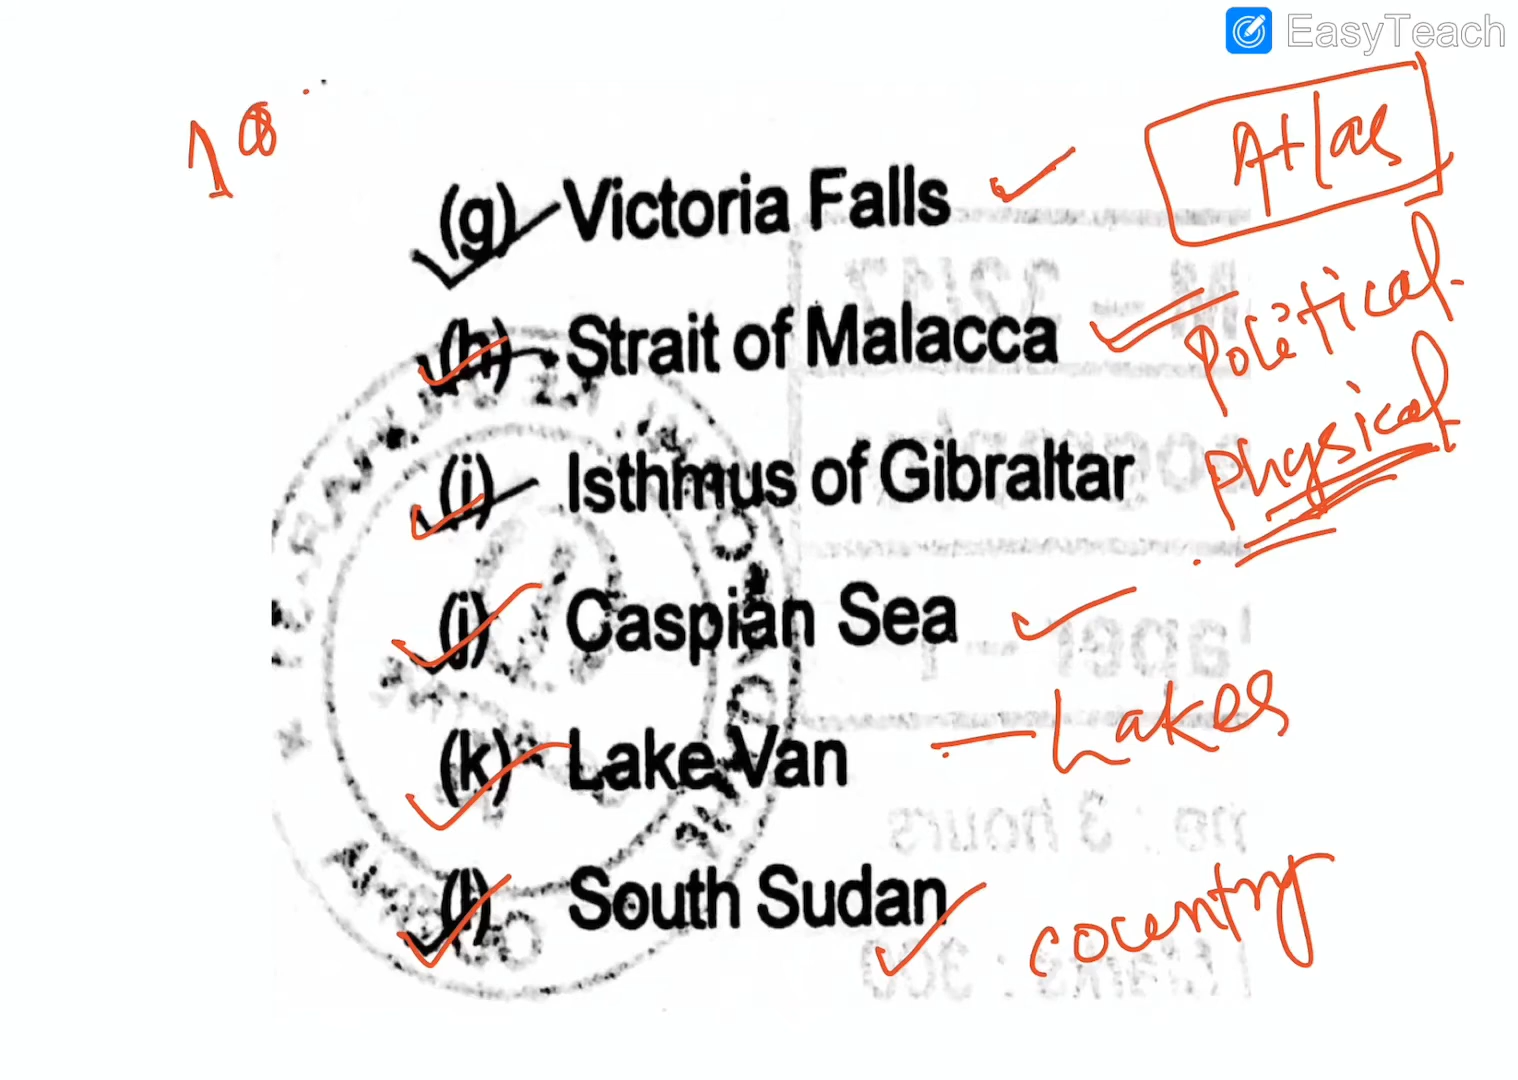 EasyTeach
Atlas
(g) Victoria Falls
(h) Strait of Malacca
Political
(i) Isthmus of Gibraltar
Physical
(j) Caspian Sea
(k) Lake Van
Lakes
(l) South Sudan
country